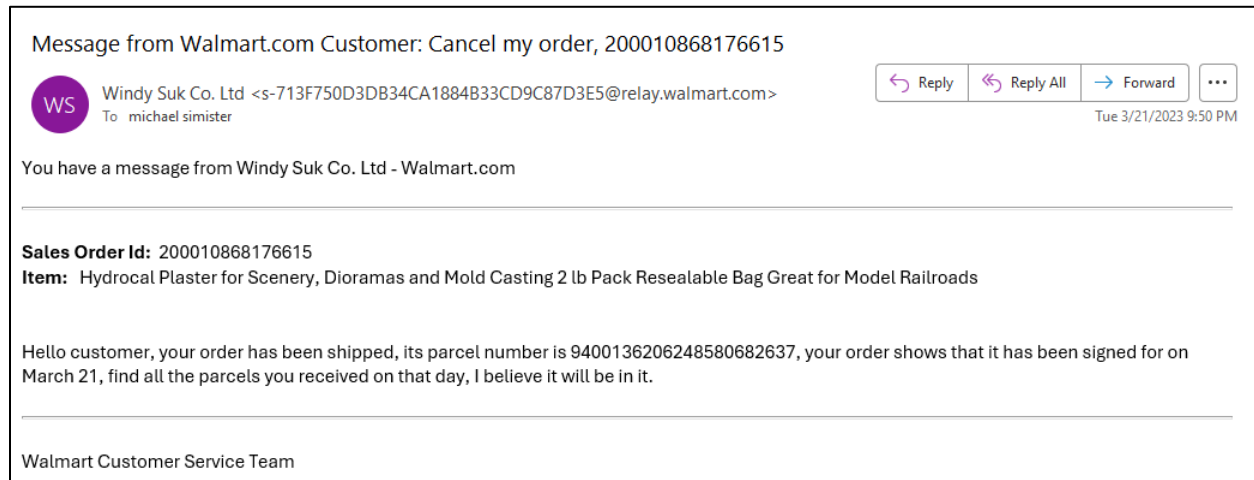 Message from Walmart.com Customer: Cancel my order, 200010868176615
WS
Windy Suk Co. Ltd <s-713F750D3DB34CA1884B33CD9C87D3E5@relay.walmart.com>
To michael simister
Reply
Reply All
Forward
Tue 3/21/2023 9:50 PM
You have a message from Windy Suk Co. Ltd - Walmart.com
Sales Order Id: 200010868176615
Item: Hydrocal Plaster for Scenery, Dioramas and Mold Casting 2 lb Pack Resealable Bag Great for Model Railroads
Hello customer, your order has been shipped, its parcel number is 9400136206248580682637, your order shows that it has been signed for on
March 21, find all the parcels you received on that day, I believe it will be in it.
Walmart Customer Service Team